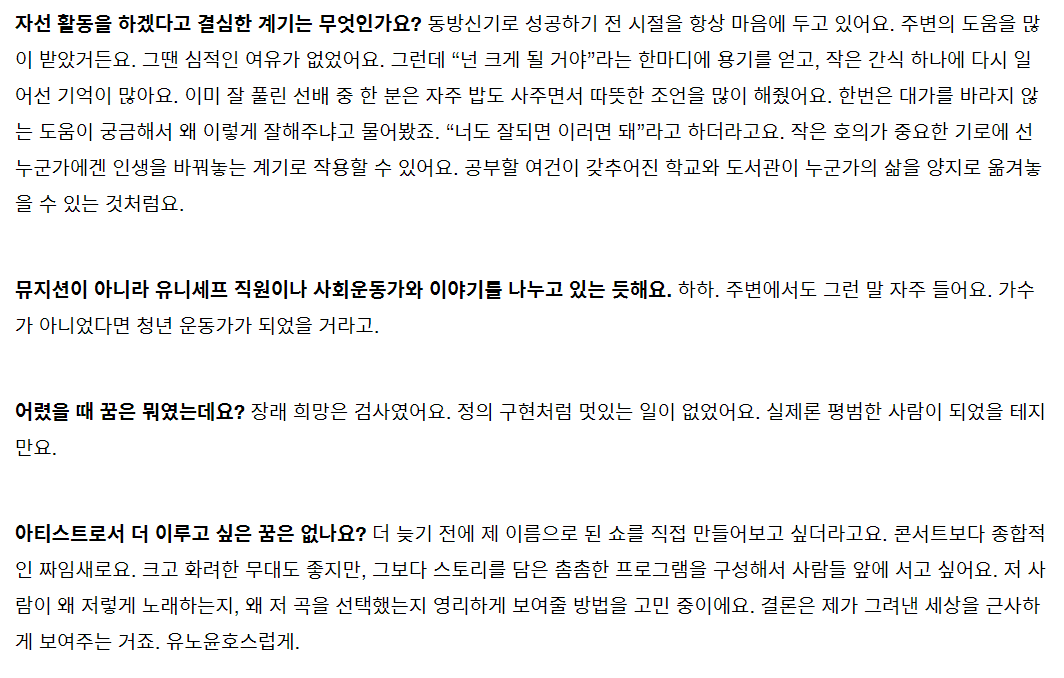 자선 활동을 하겠다고 결심한 계기는 무엇인가요? 동방신기로 성공하기 전 시절을 항상 마음에 두고 있어요. 주변의 도움을 많
이 받았거든요. 그땐 심적인 여유가 없었어요. 그런데 “넌 크게 될 거야”라는 한마디에 용기를 얻고, 작은 간식 하나에 다시 일
어선 기억이 많아요. 이미 잘 풀린 선배 중 한 분은 자주 밥도 사주면서 따뜻한 조언을 많이 해줬어요. 한번은 대가를 바라지 않
는 도움이 궁금해서 왜 이렇게 잘해주냐고 물어봤죠. “너도 잘되면 이러면 돼”라고 하더라고요. 작은 호의가 중요한 기로에 선
누군가에겐 인생을 바꿔놓는 계기로 작용할 수 있어요. 공부할 여건이 갖추어진 학교와 도서관이 누군가의 삶을 양지로 옮겨놓
을 수 있는 것처럼요.
뮤지션이 아니라 유니세프 직원이나 사회운동가와 이야기를 나누고 있는 듯해요. 하하. 주변에서도 그런 말 자주 들어요. 가수
가 아니었다면 청년 운동가가 되었을 거라고.
어렸을 때 꿈은 뭐였는데요? 장래 희망은 검사였어요. 정의 구현처럼 멋있는 일이 없었어요. 실제론 평범한 사람이 되었을 테지
만요.
아티스트로서 더 이루고 싶은 꿈은 없나요? 더 늦기 전에 제 이름으로 된 쇼를 직접 만들어보고 싶더라고요. 콘서트보다 종합적
인 짜임새로요. 크고 화려한 무대도 좋지만, 그보다 스토리를 담은 촘촘한 프로그램을 구성해서 사람들 앞에 서고 싶어요. 저 사
람이 왜 저렇게 노래하는지, 왜 저 곡을 선택했는지 영리하게 보여줄 방법을 고민 중이에요. 결론은 제가 그려낸 세상을 근사하
게 보여주는 거죠. 유노윤호스럽게.